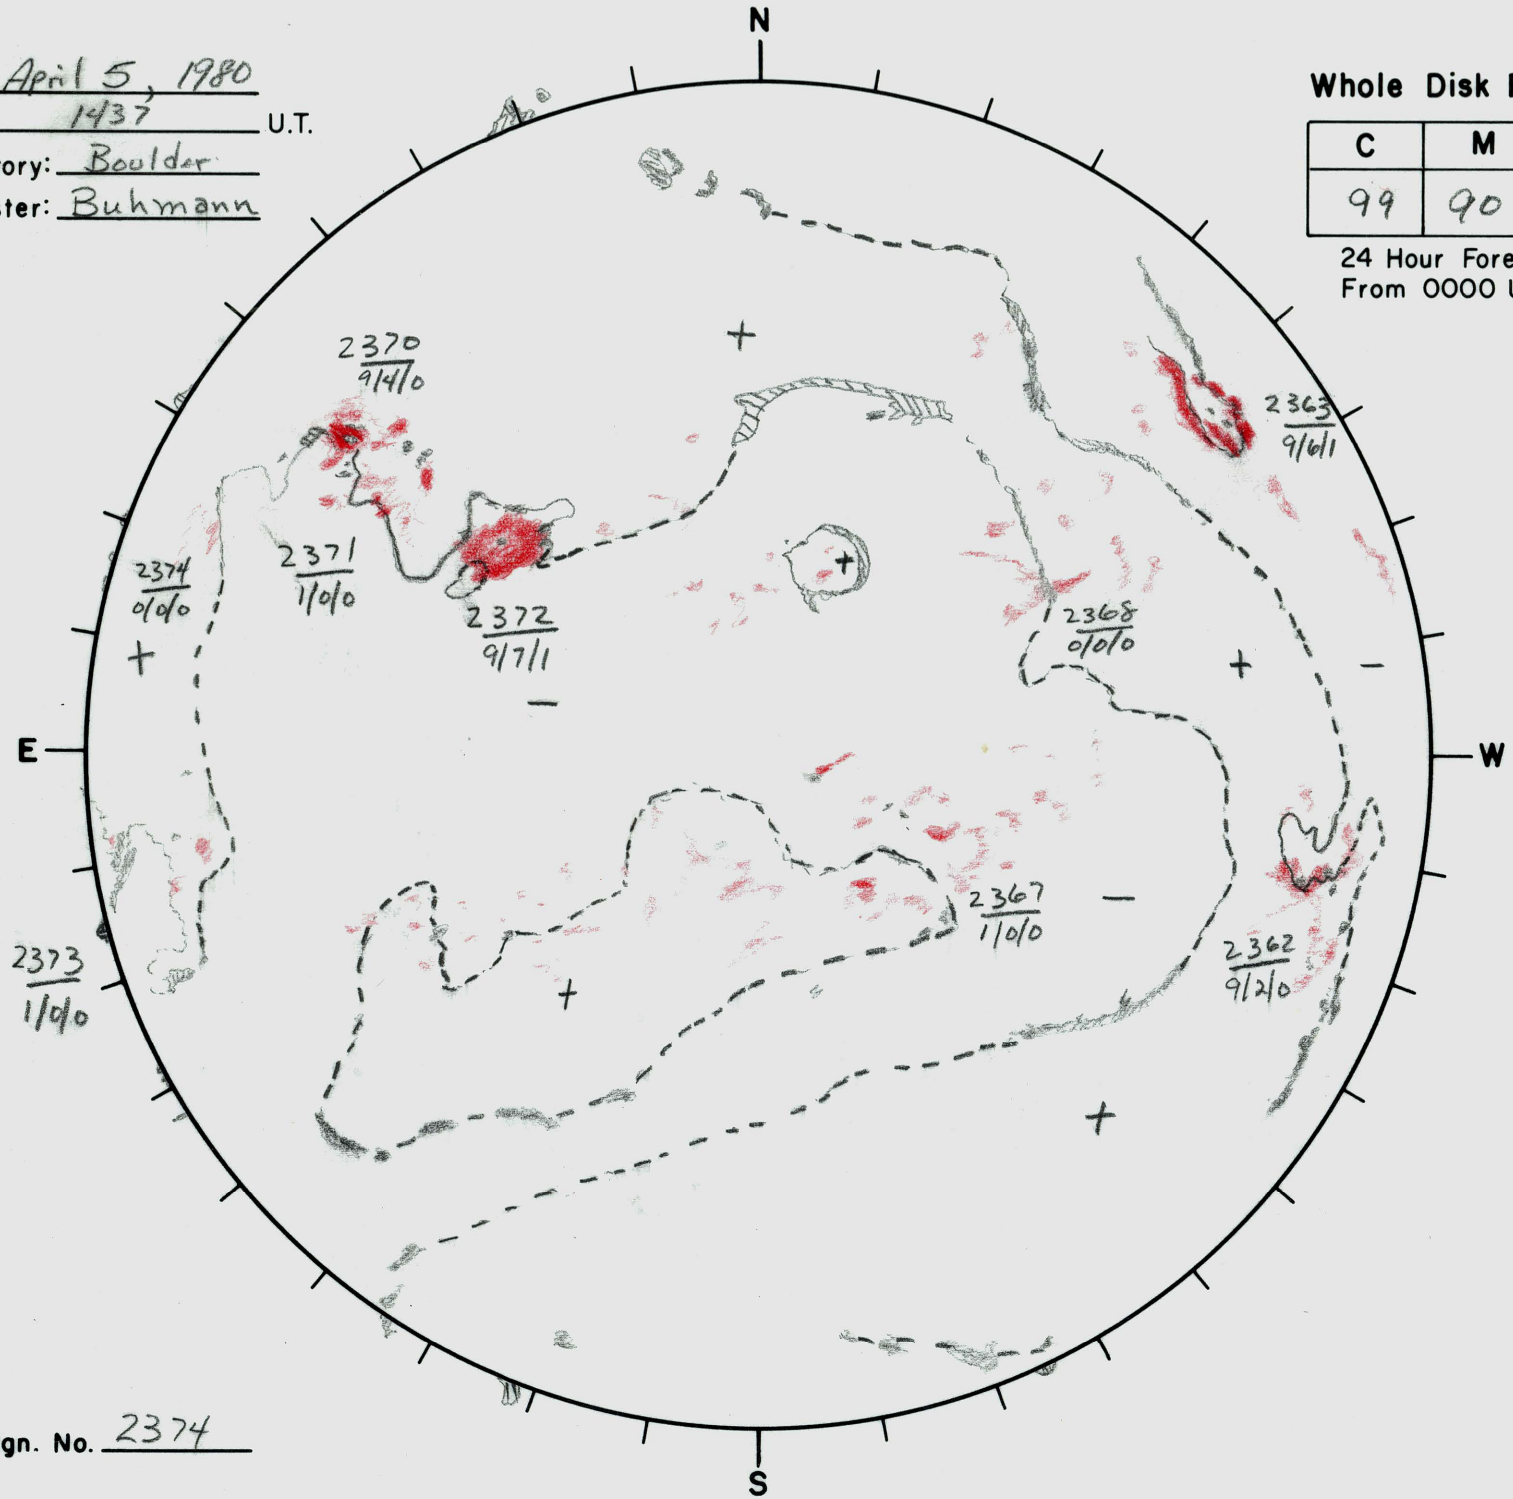 N
April 5, 1980
1437 U.T.
ory: Boulder
ster: Buhmann
Whole Disk
C M
99 90
24 Hour Fore
From 0000
2370
9/4/0
+
2363
9/6/1
2371
1/0/0
2374
0/0/0
+
2372
9/7/1
2368
0/0/0
+
+ −
−
E
W
2367
1/0/0
−
2373
1/0/0
2362
9/2/0
+
+
gn. No. 2374
S